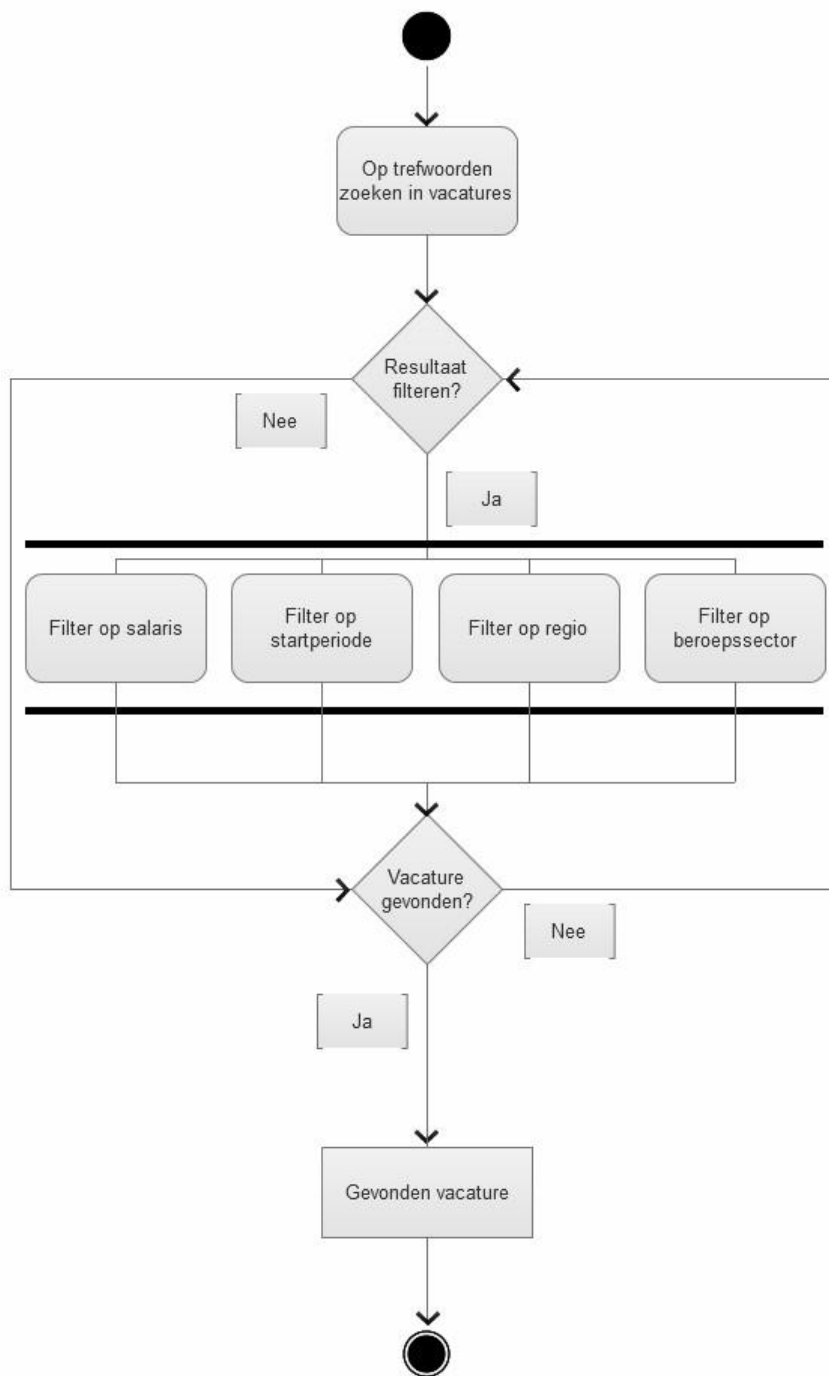 Op trefwoorden
zoeken in vacatures
Resultaat
filteren?
Nee
Ja
Filter op salaris
Filter op
startperiode
Filter op regio
Filter op
beroepssector
Vacature
gevonden?
Nee
Ja
Gevonden vacature